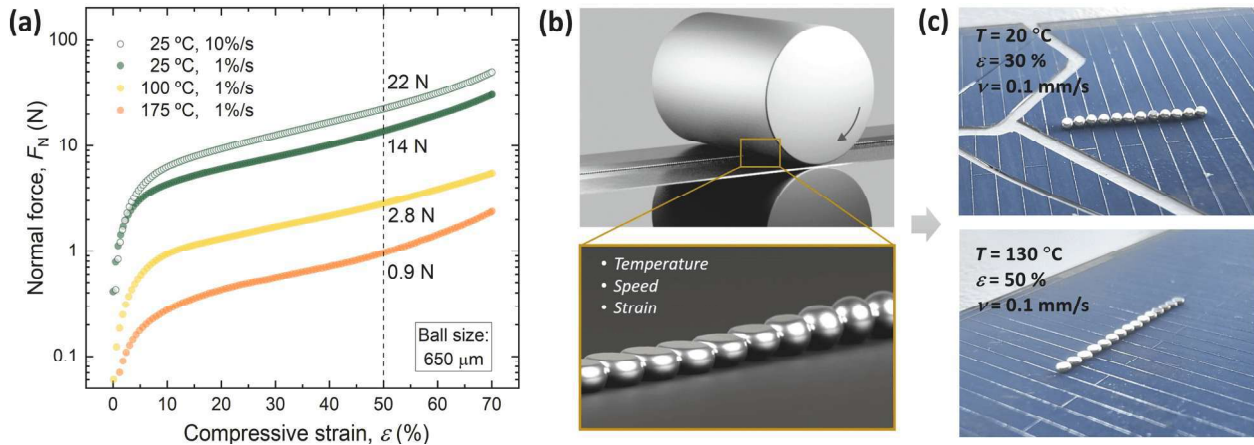 (a)
100
10
1
0.1
Normal force, F_N (N)
25 ºC, 10%/s
25 ºC, 1%/s
100 ºC, 1%/s
175 ºC, 1%/s
22 N
14 N
2.8 N
0.9 N
Ball size:
650 μm
0 10 20 30 40 50 60 70
Compressive strain, ε (%)
(b)
• Temperature
• Speed
• Strain
(c)
T = 20 °C
ε = 30 %
ν = 0.1 mm/s
T = 130 °C
ε = 50 %
ν = 0.1 mm/s